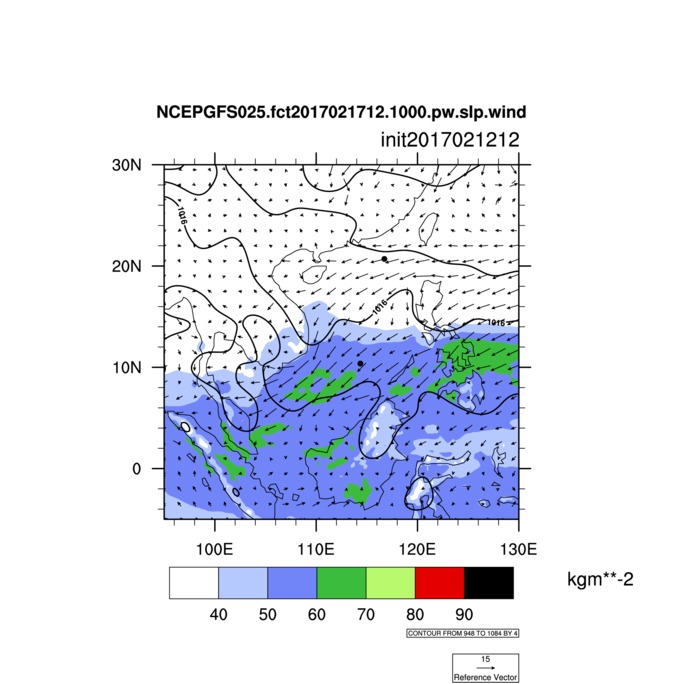 NCEPGFS025.fct2017021712.1000.pw.slp.wind
init2017021212
30N
1016
20N
1016
1016
10N
0
100E 110E 120E 130E
kgm**-2
40 50 60 70 80 90
CONTOUR FROM 948 TO 1084 BY 4
15
Reference Vector